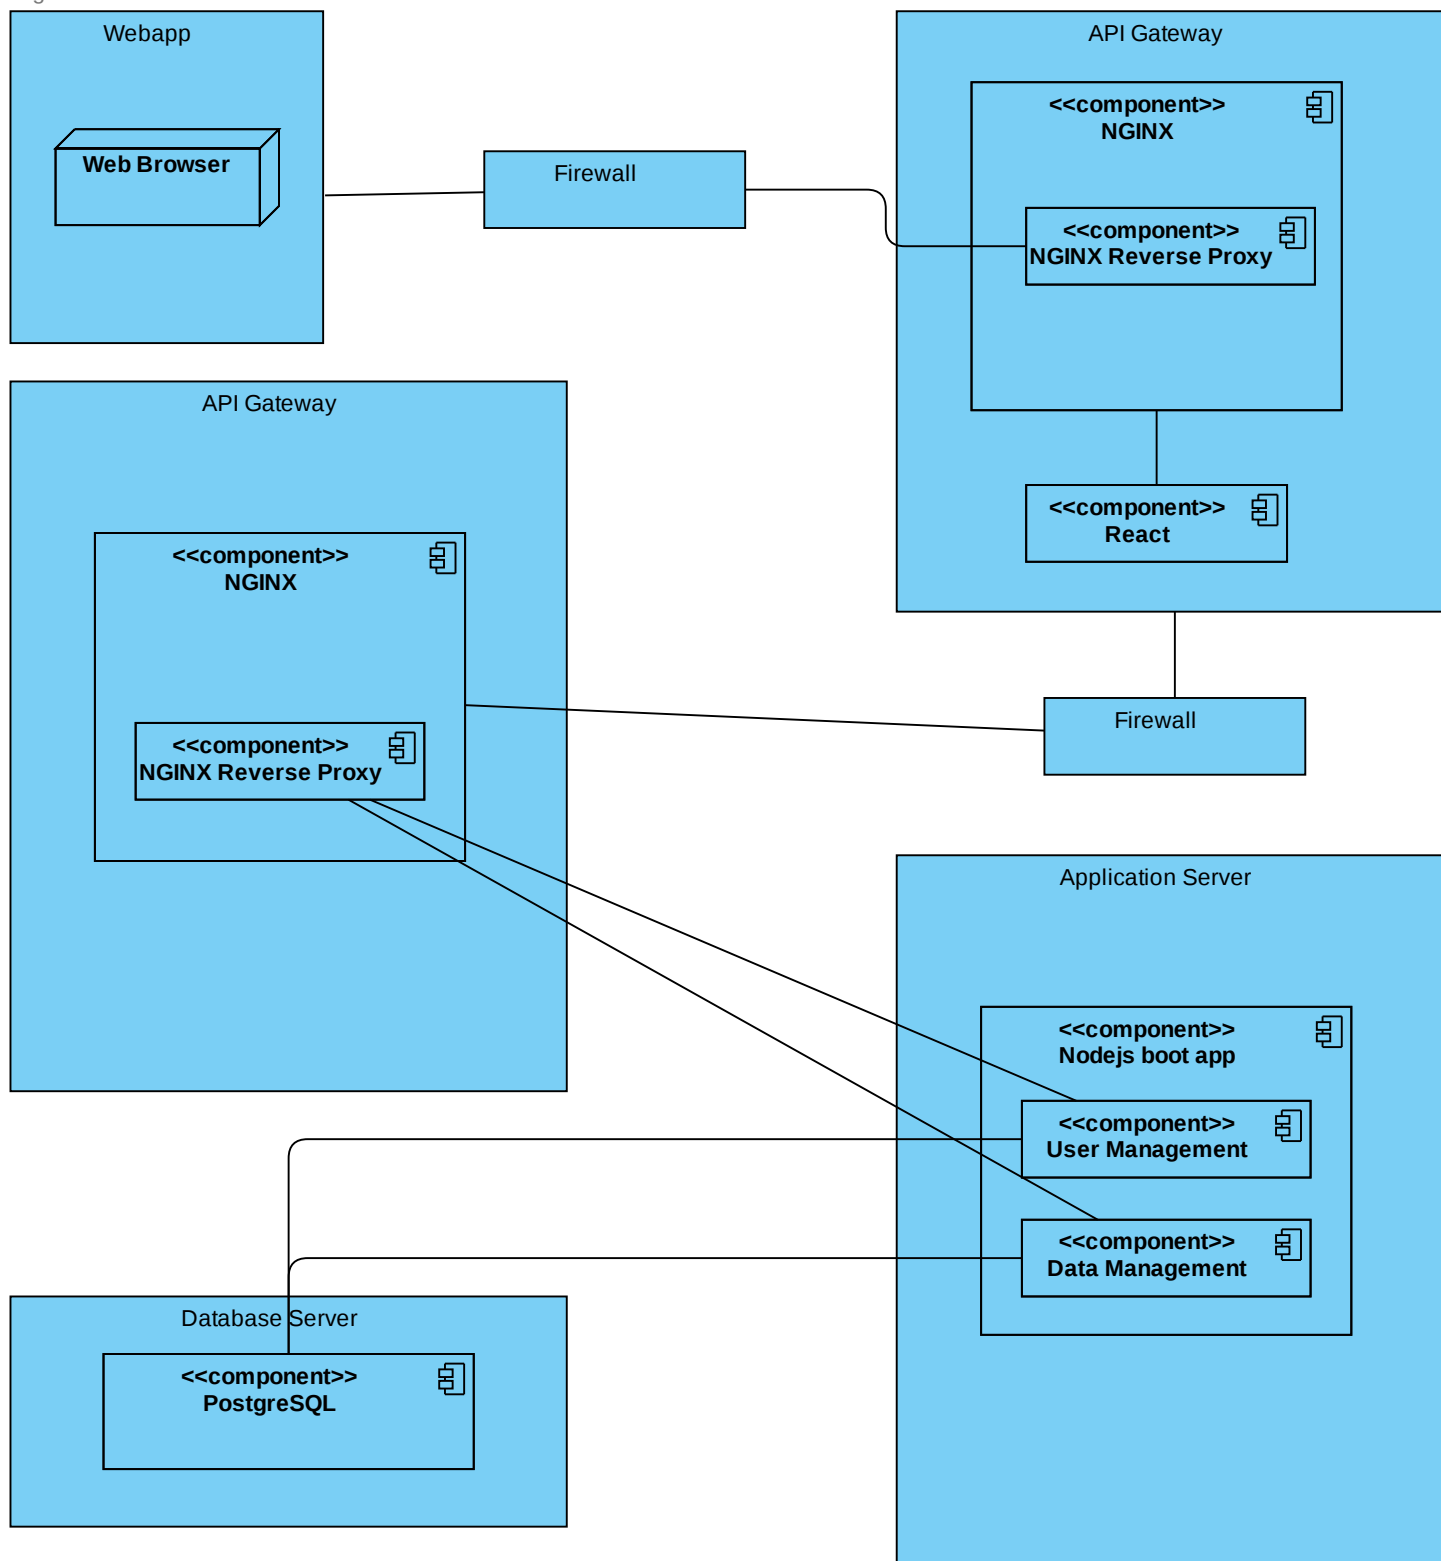 Webapp
Web Browser
Firewall
API Gateway
<<component>>
NGINX
<<component>>
NGINX Reverse Proxy
<<component>>
React
API Gateway
<<component>>
NGINX
<<component>>
NGINX Reverse Proxy
Firewall
Application Server
<<component>>
Nodejs boot app
<<component>>
User Management
<<component>>
Data Management
Database Server
<<component>>
PostgreSQL